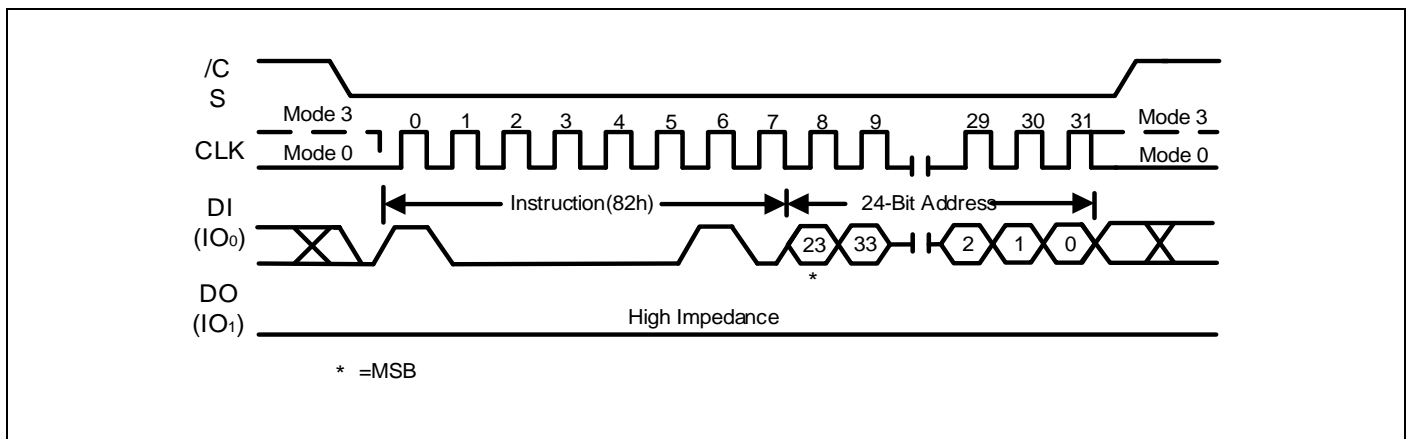 /C
S
Mode 3
Mode 0
CLK
0 1 2 3 4 5 6 7 8 9 29 30 31
Mode 3
Mode 0
DI
(IO0)
Instruction(82h)
24-Bit Address
23 33 2 1 0
*
DO
(IO1)
High Impedance
* =MSB